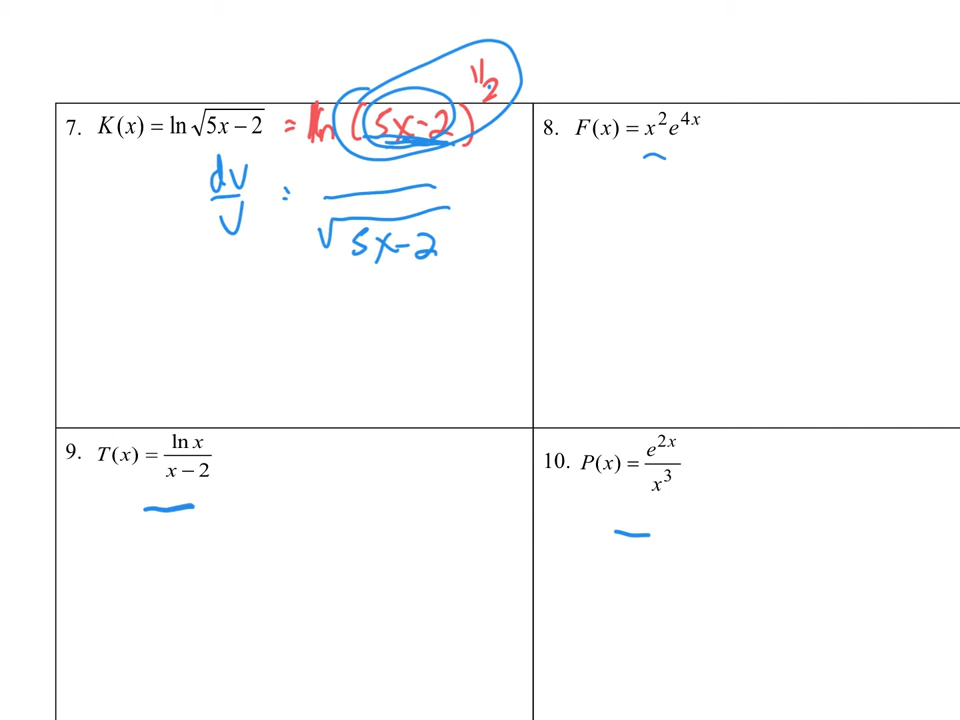 7. K(x) = ln √(5x − 2) = ln (5x-2)^1/2
dv/v = __/√(5x-2)
8. F(x) = x²e^(4x)
9. T(x) = ln x/(x − 2)
10. P(x) = e^(2x)/x³